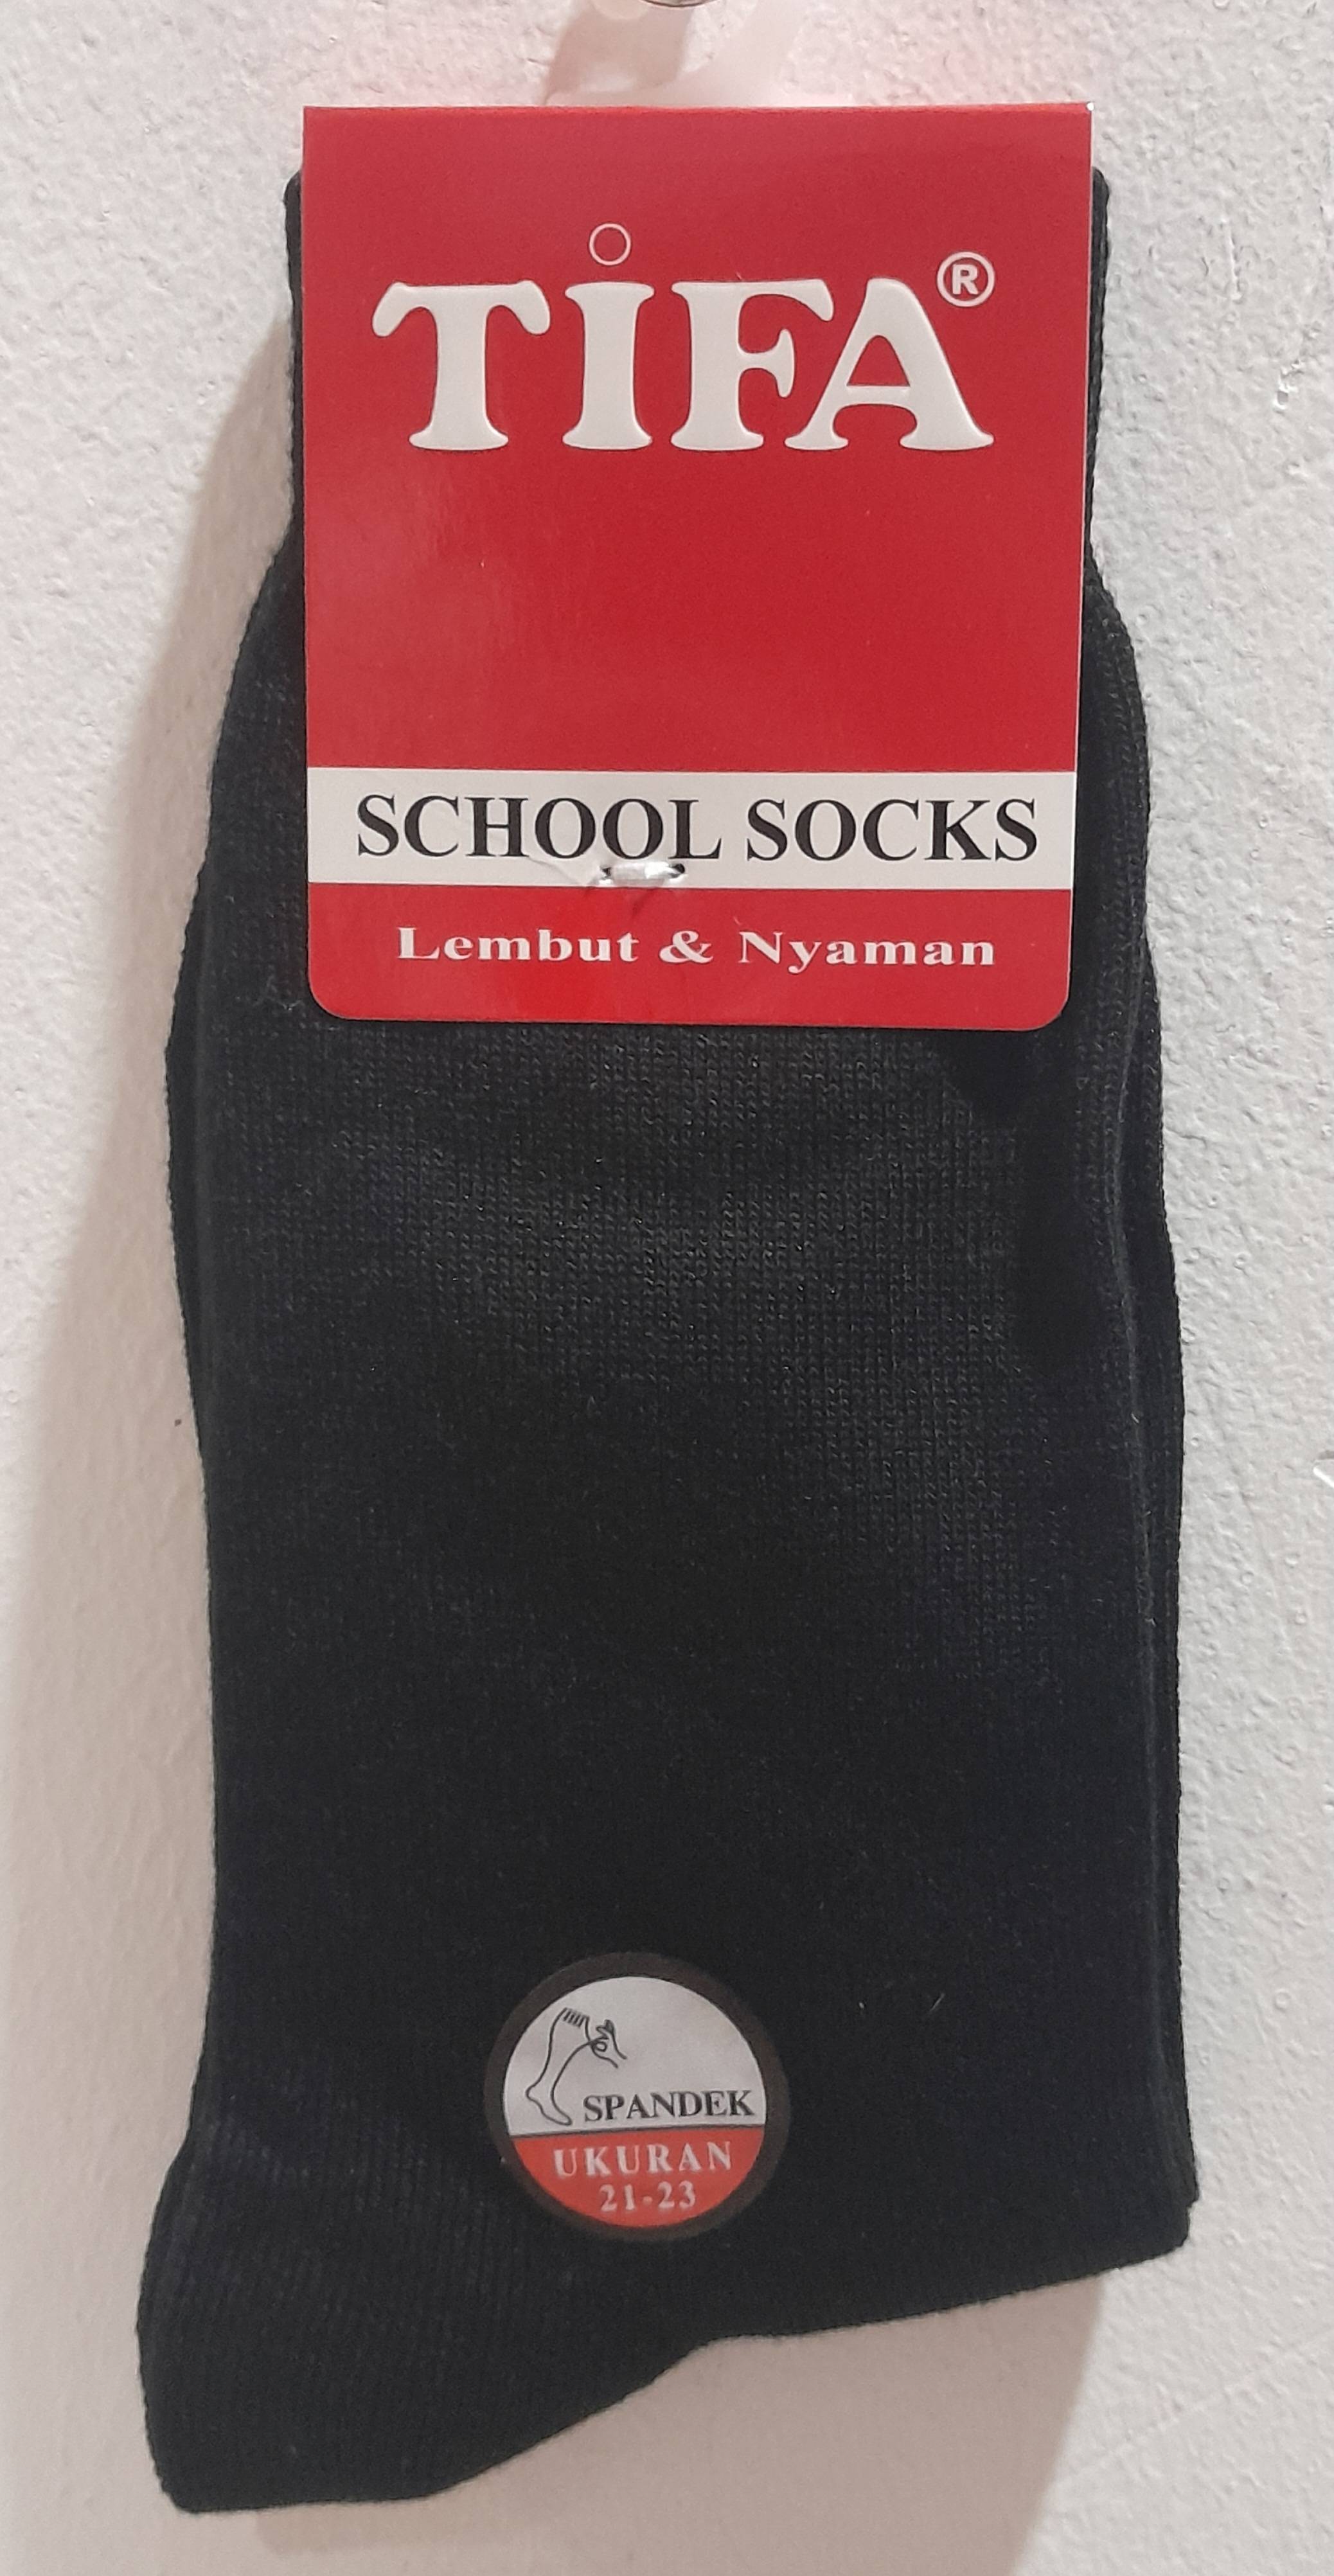 TİFA®
SCHOOL SOCKS
Lembut & Nyaman
SPANDEK
UKURAN
21-23